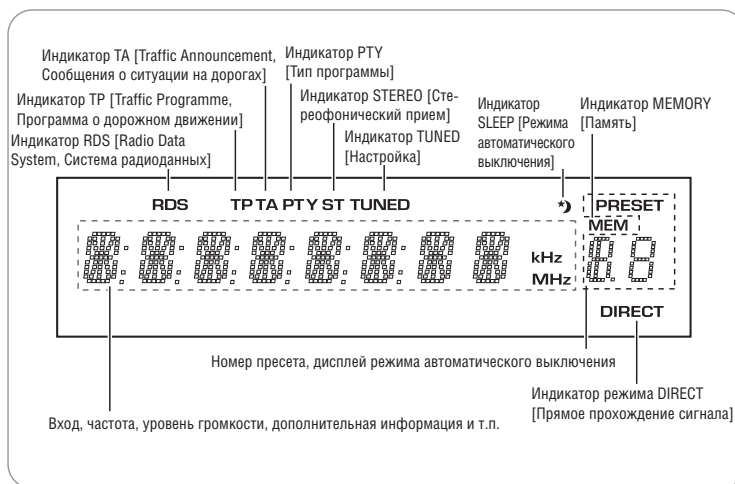 Индикатор TA [Traffic Announcement,
Сообщения о ситуации на дорогах]
Индикатор PTY
[Тип программы]
Индикатор TP [Traffic Programme,
Программа о дорожном движении]
Индикатор STEREO [Сте-
реофонический прием]
Индикатор
SLEEP [Режима
автоматического
выключения]
Индикатор MEMORY
[Память]
Индикатор RDS [Radio Data
System, Система радиоданных]
Индикатор TUNED
[Настройка]
RDS TP TA PTY ST TUNED PRESET
MEM
kHz
MHz
DIRECT
Номер пресета, дисплей режима автоматического выключения
Индикатор режима DIRECT
[Прямое прохождение сигнала]
Вход, частота, уровень громкости, дополнительная информация и т.п.